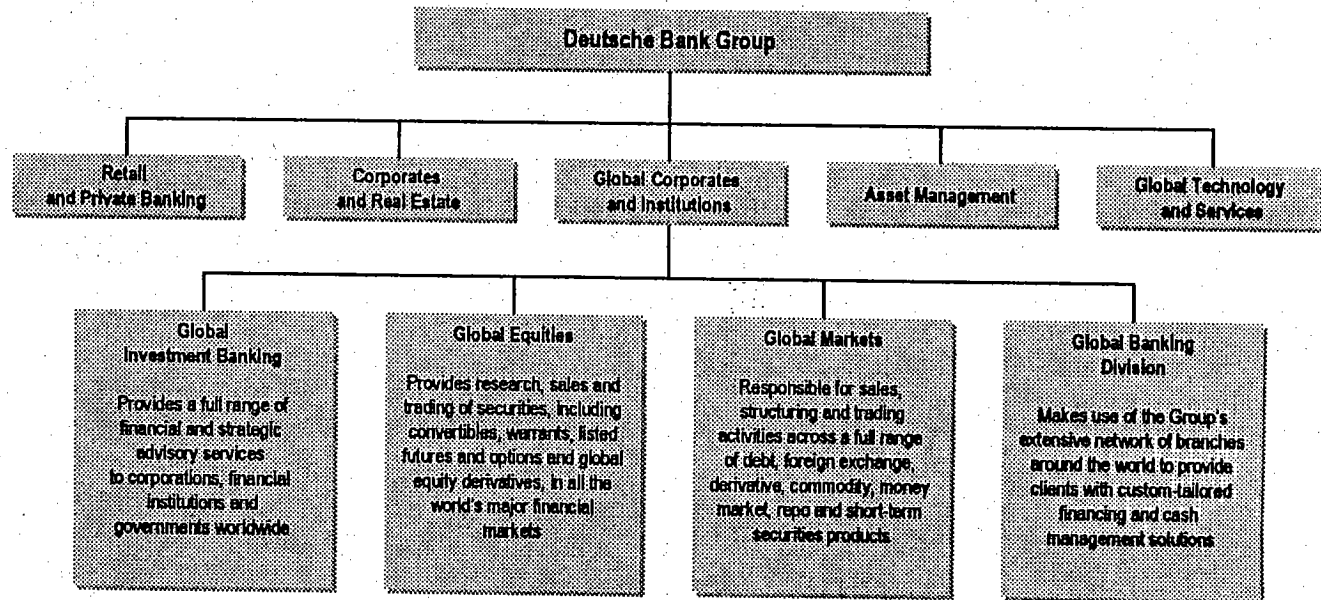 Deutsche Bank Group
Retail
and Private Banking
Corporates
and Real Estate
Global Corporates
and Institutions
Asset Management
Global Technology
and Services
Global
Investment Banking
Provides a full range of
financial and strategic
advisory services
to corporations, financial
institutions and
governments worldwide
Global Equities
Provides research, sales and
trading of securities, including
convertibles, warrants, listed
futures and options and global
equity derivatives, in all the
world's major financial
markets
Global Markets
Responsible for sales,
structuring and trading
activities across a full range
of debt, foreign exchange,
derivative, commodity, money
market, repo and short-term
securities products
Global Banking
Division
Makes use of the Group's
extensive network of branches
around the world to provide
clients with custom-tailored
financing and cash
management solutions